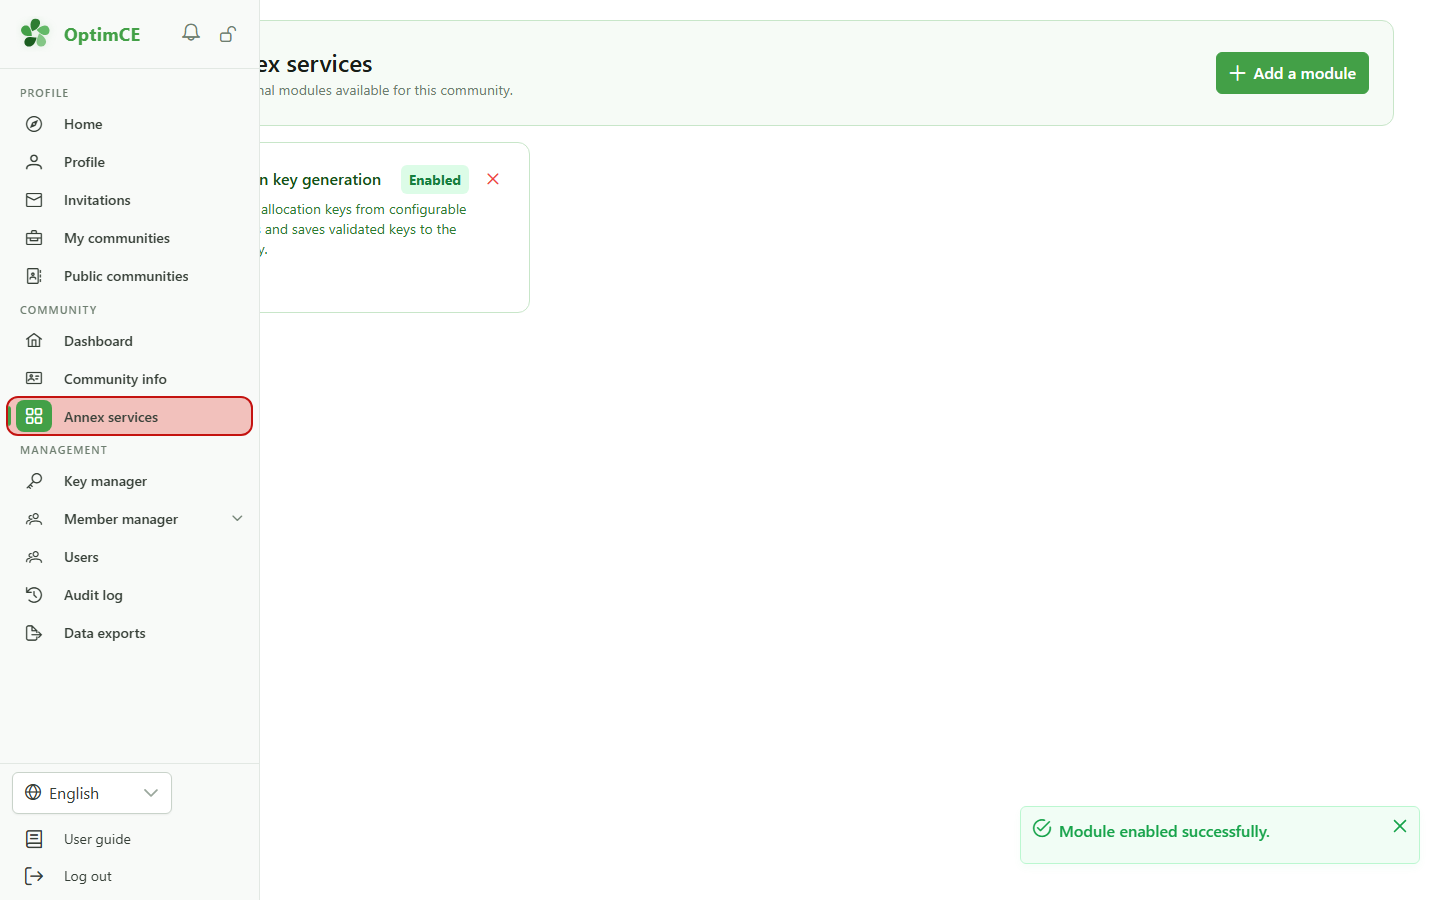 OptimCE
PROFILE
Home
Profile
Invitations
My communities
Public communities
COMMUNITY
Dashboard
Community info
Annex services
MANAGEMENT
Key manager
Member manager
Users
Audit log
Data exports
English
User guide
Log out
ex services
nal modules available for this community.
Add a module
n key generation
Enabled
allocation keys from configurable
and saves validated keys to the
y.
Module enabled successfully.